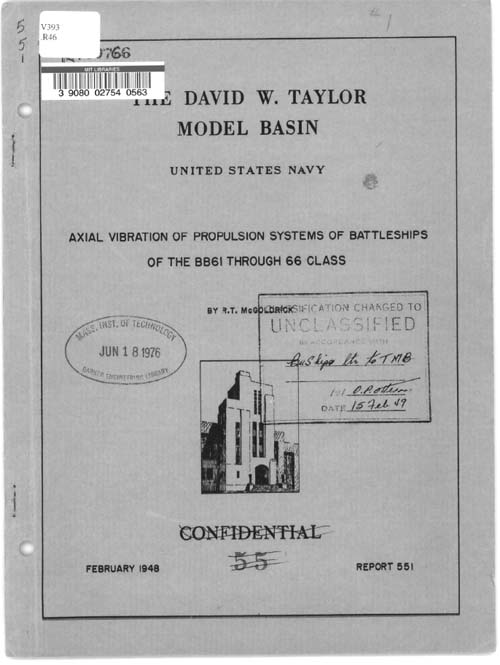 5
5
1
V393
.R46
0766
MIT LIBRARIES
3 9080 02754 0563
THE DAVID W. TAYLOR
MODEL BASIN
UNITED STATES NAVY
AXIAL VIBRATION OF PROPULSION SYSTEMS OF BATTLESHIPS
OF THE BB61 THROUGH 66 CLASS
BY R.T. McGOLDRICK
CLASSIFICATION CHANGED TO
UNCLASSIFIED
IN ACCORDANCE WITH
BuShips ltr to TMB
DATE 15 Feb 49
MASS. INST. OF TECHNOLOGY
JUN 18 1976
BARKER ENGINEERING LIBRARY
CONFIDENTIAL
55
FEBRUARY 1948
REPORT 551